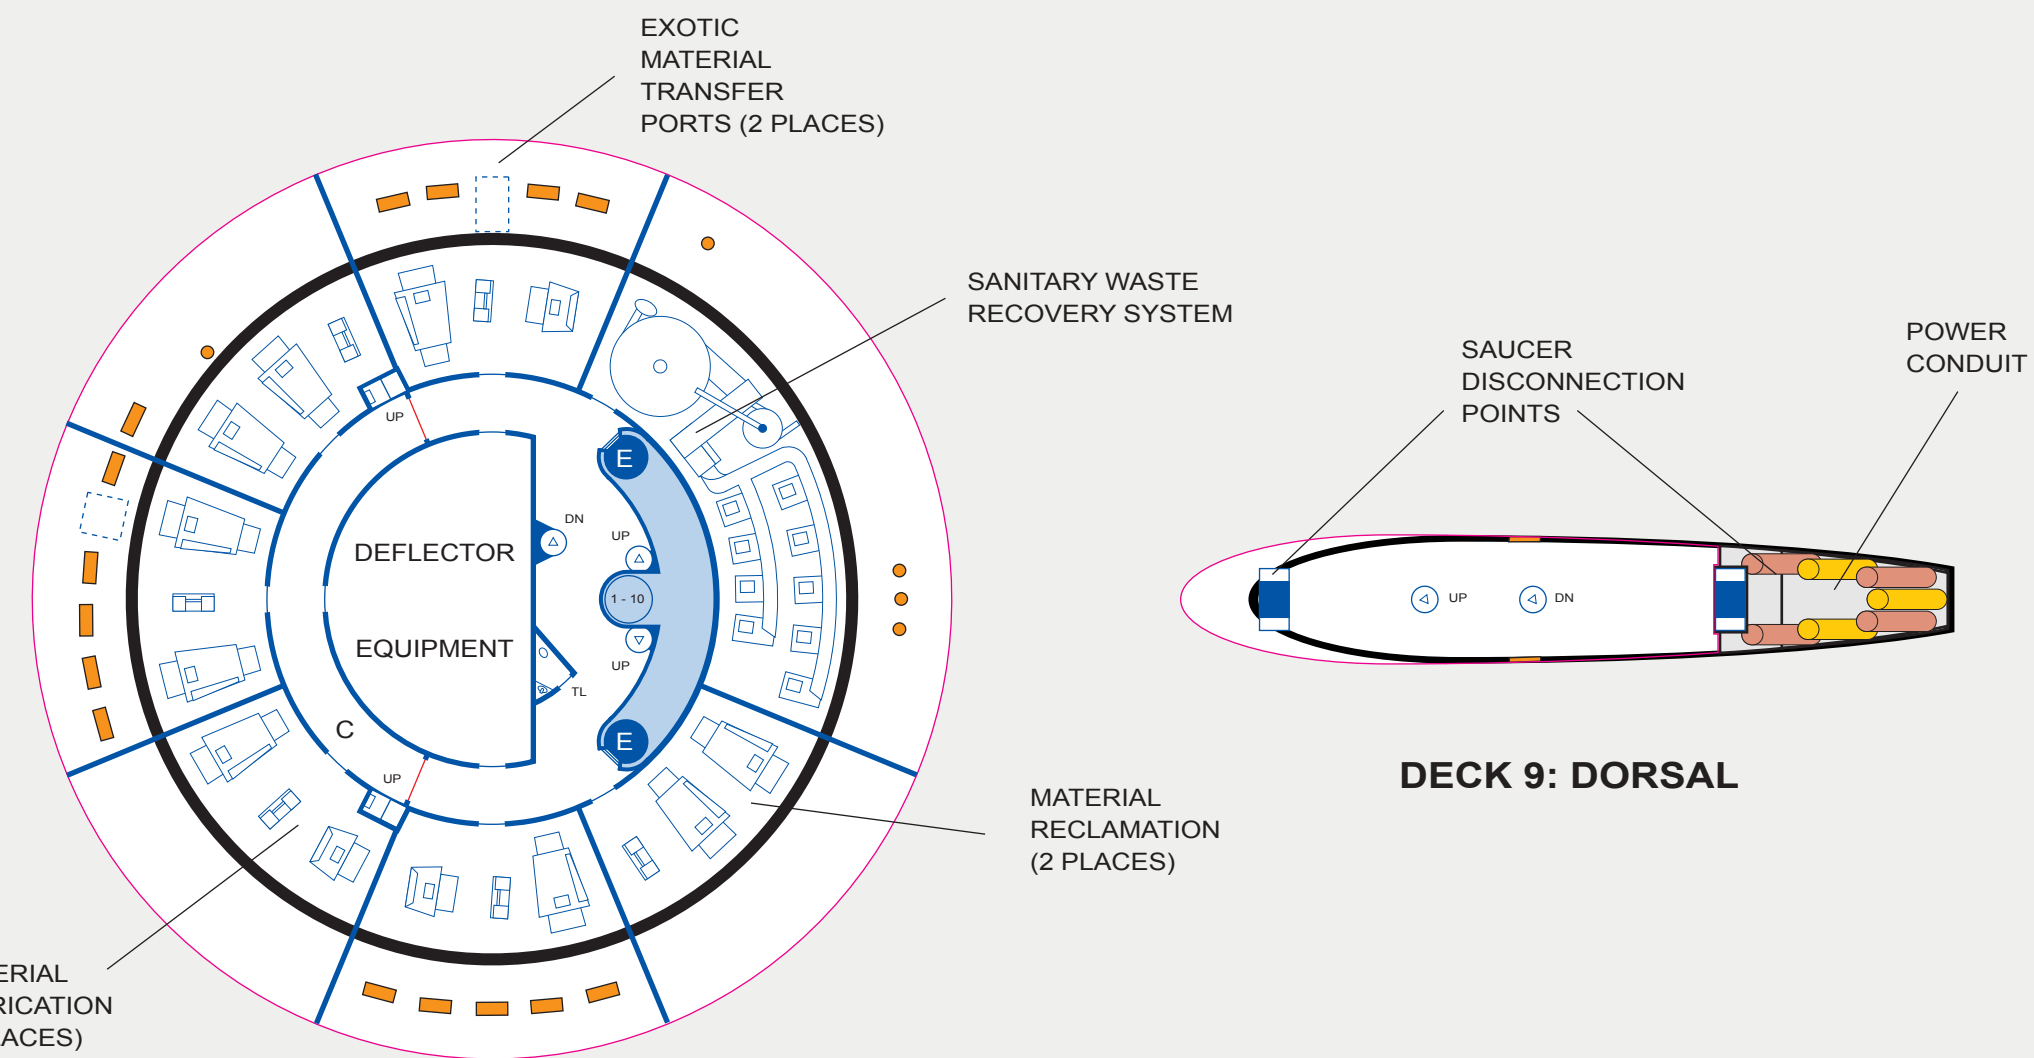 EXOTIC
MATERIAL
TRANSFER
PORTS (2 PLACES)
SANITARY WASTE
RECOVERY SYSTEM
SAUCER
DISCONNECTION
POINTS
POWER
CONDUIT
UP
E
DN
UP
DEFLECTOR
1 - 10
EQUIPMENT
UP
TL
C
E
UP
UP
DN
DECK 9: DORSAL
MATERIAL
RECLAMATION
(2 PLACES)
ERIAL
RICATION
ACES)